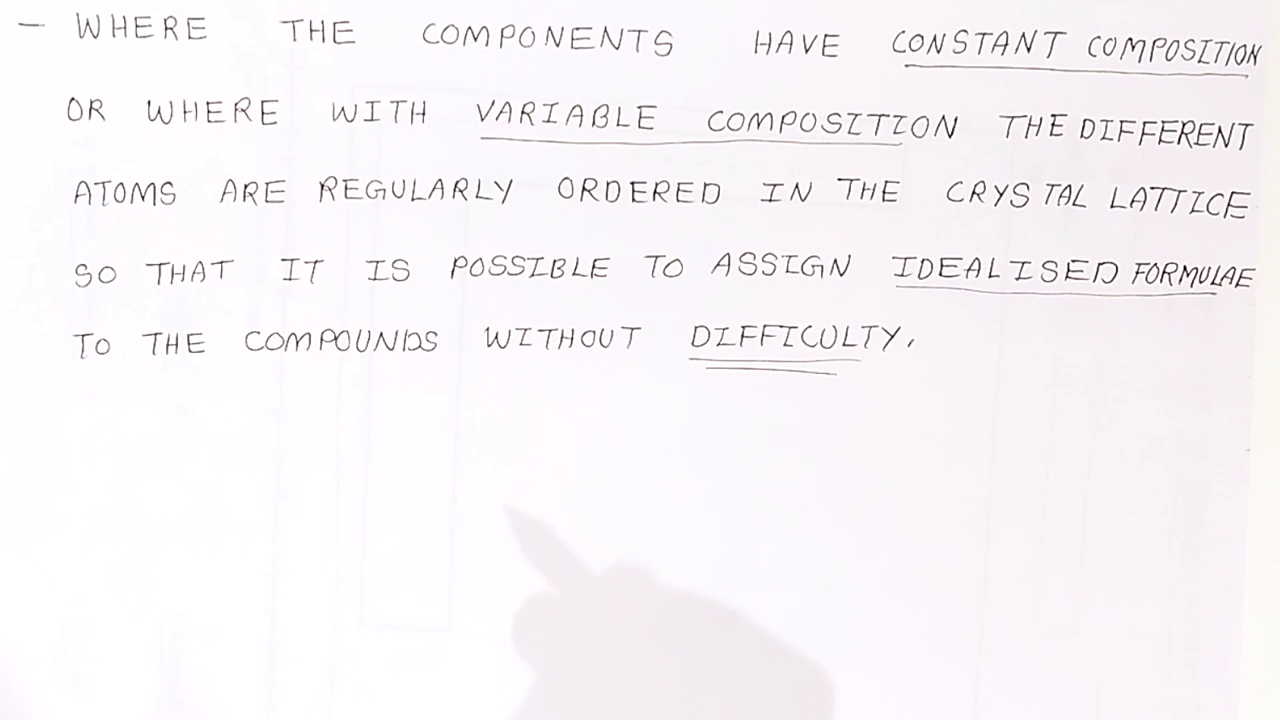 — WHERE THE COMPONENTS HAVE CONSTANT COMPOSITION
OR WHERE WITH VARIABLE COMPOSITION THE DIFFERENT
ATOMS ARE REGULARLY ORDERED IN THE CRYSTAL LATTICE
SO THAT IT IS POSSIBLE TO ASSIGN IDEALISED FORMULAE
TO THE COMPOUNDS WITHOUT DIFFICULTY.